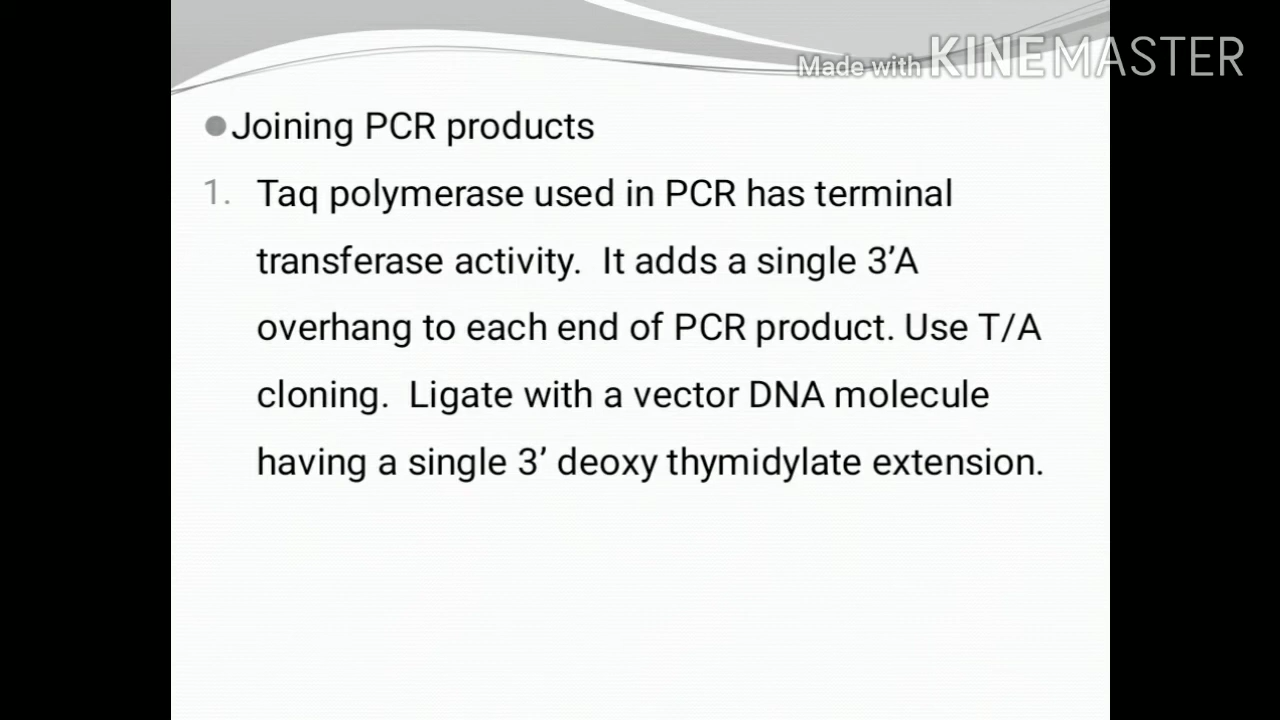 Made with KINEMASTER
●Joining PCR products
1. Taq polymerase used in PCR has terminal
transferase activity.  It adds a single 3’A
overhang to each end of PCR product. Use T/A
cloning.  Ligate with a vector DNA molecule
having a single 3’ deoxy thymidylate extension.